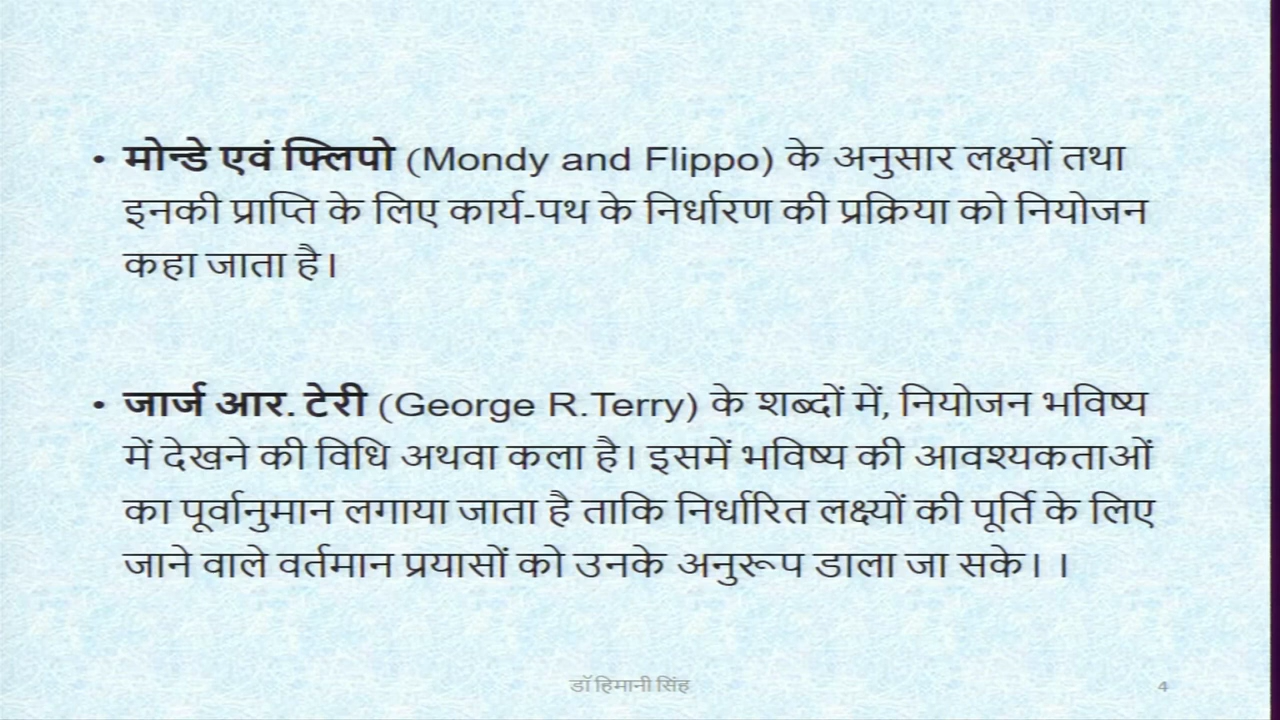 • मोन्डे एवं फ्लिपो (Mondy and Flippo) के अनुसार लक्ष्यों तथा
इनकी प्राप्ति के लिए कार्य-पथ के निर्धारण की प्रक्रिया को नियोजन
कहा जाता है।
• जार्ज आर. टेरी (George R.Terry) के शब्दों में, नियोजन भविष्य
में देखने की विधि अथवा कला है। इसमें भविष्य की आवश्यकताओं
का पूर्वानुमान लगाया जाता है ताकि निर्धारित लक्ष्यों की पूर्ति के लिए
जाने वाले वर्तमान प्रयासों को उनके अनुरूप डाला जा सके। ।
डॉ हिमानी सिंह
4